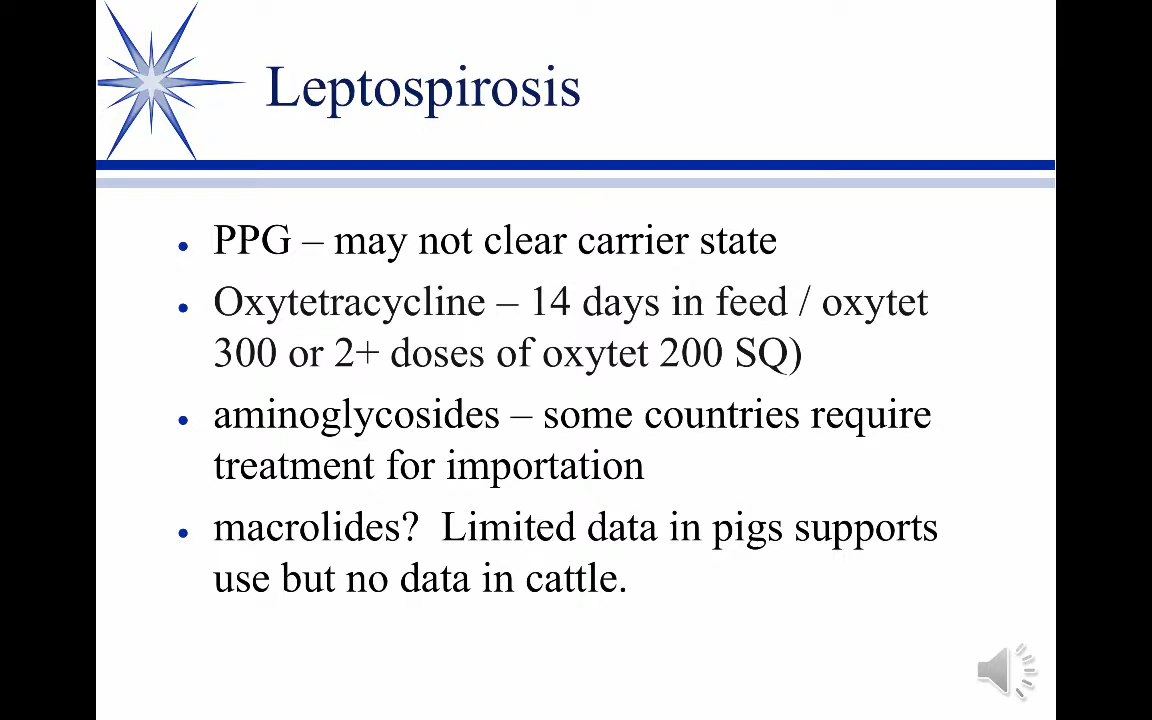 Leptospirosis
• PPG – may not clear carrier state
• Oxytetracycline – 14 days in feed / oxytet
300 or 2+ doses of oxytet 200 SQ)
• aminoglycosides – some countries require
treatment for importation
• macrolides?  Limited data in pigs supports
use but no data in cattle.